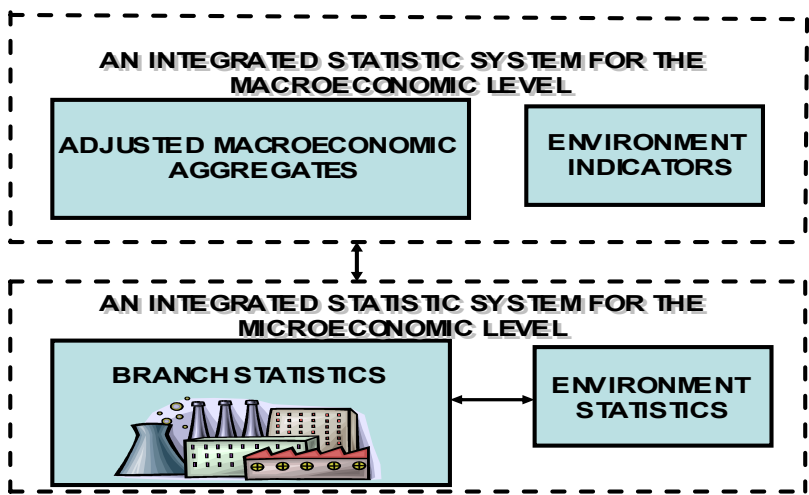 AN INTEGRATED STATISTIC SYSTEM FOR THE
MACROECONOMIC LEVEL
ADJUSTED MACROECONOMIC
AGGREGATES
ENVIRONMENT
INDICATORS
AN INTEGRATED STATISTIC SYSTEM FOR THE
MICROECONOMIC LEVEL
BRANCH STATISTICS
ENVIRONMENT
STATISTICS